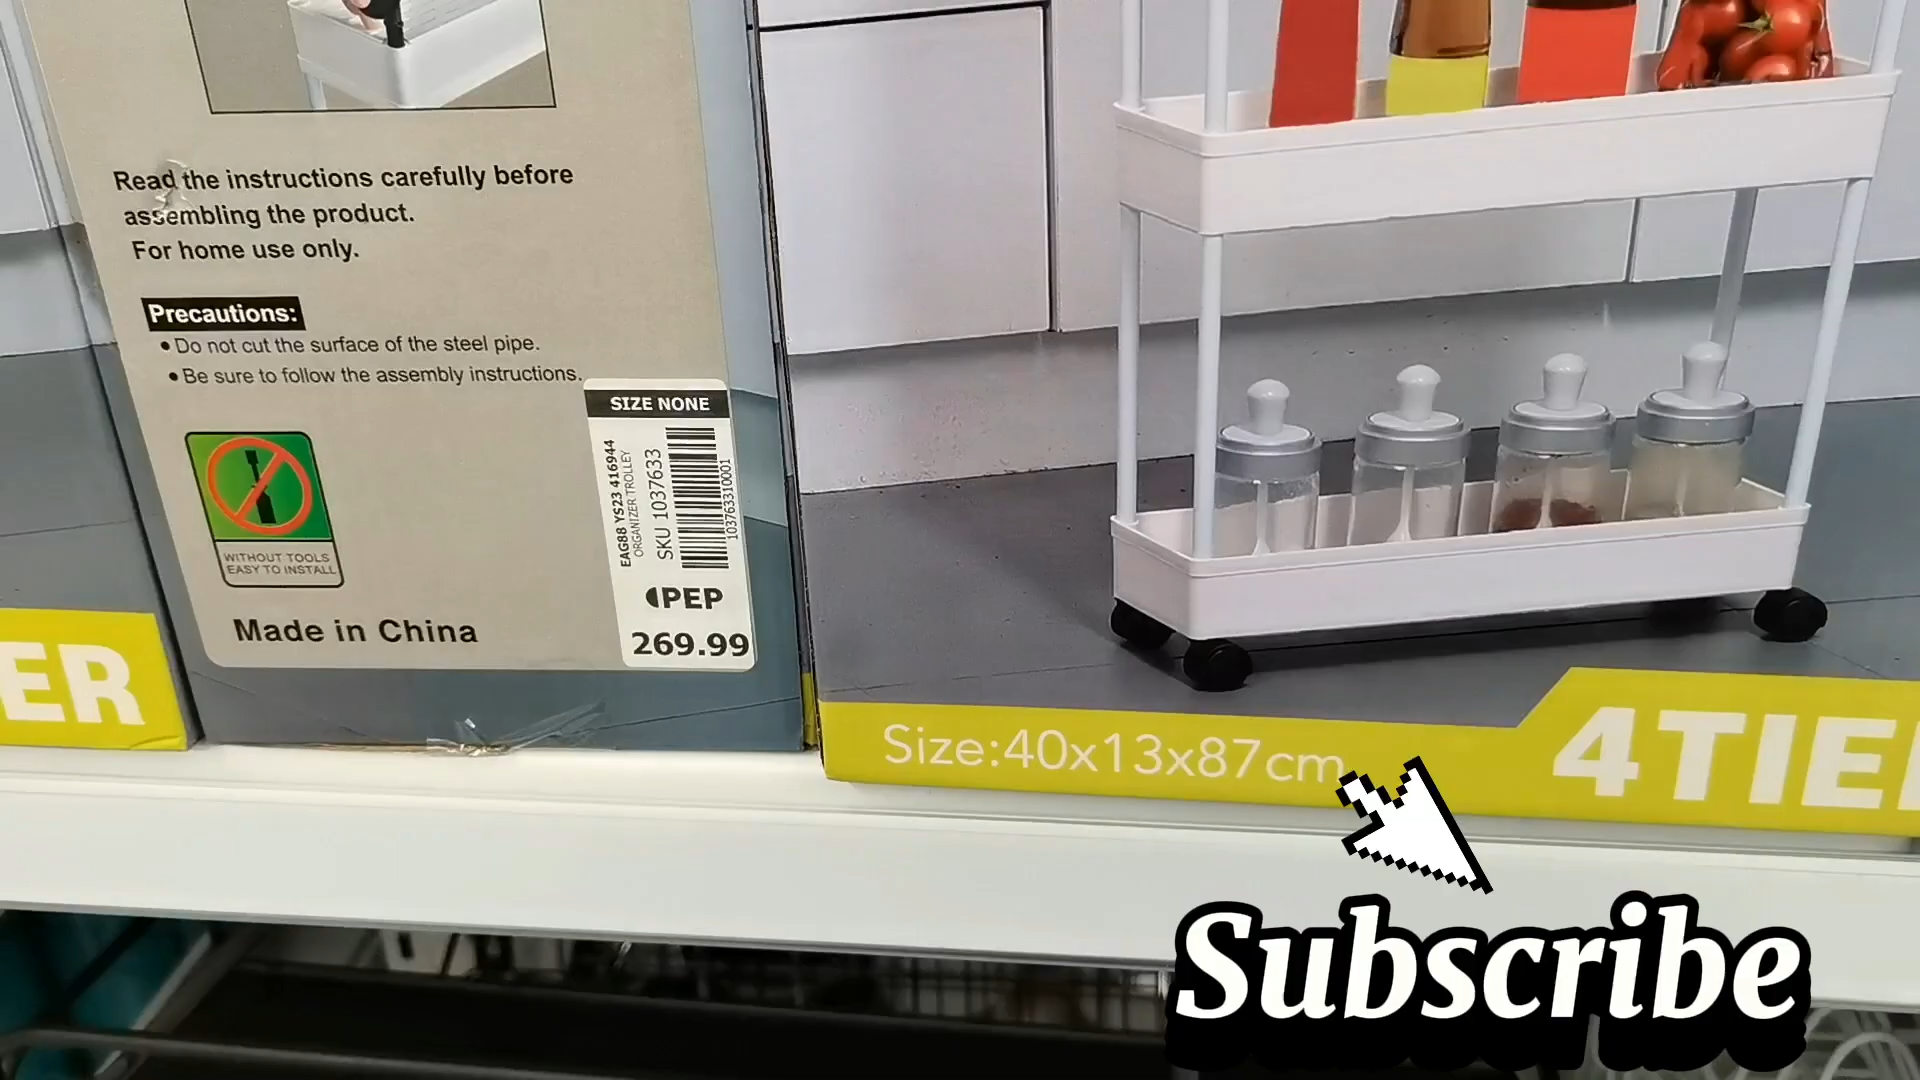 Read the instructions carefully before
assembling the product.
For home use only.
Precautions:
• Do not cut the surface of the steel pipe.
• Be sure to follow the assembly instructions.
SIZE NONE
EAG88 YS23 416944
ORGANIZER TROLLEY
SKU 1037633
103763310001
PEP
269.99
WITHOUT TOOLS
EASY TO INSTALL
Made in China
ER
Size:40x13x87cm
4TIE
Subscribe